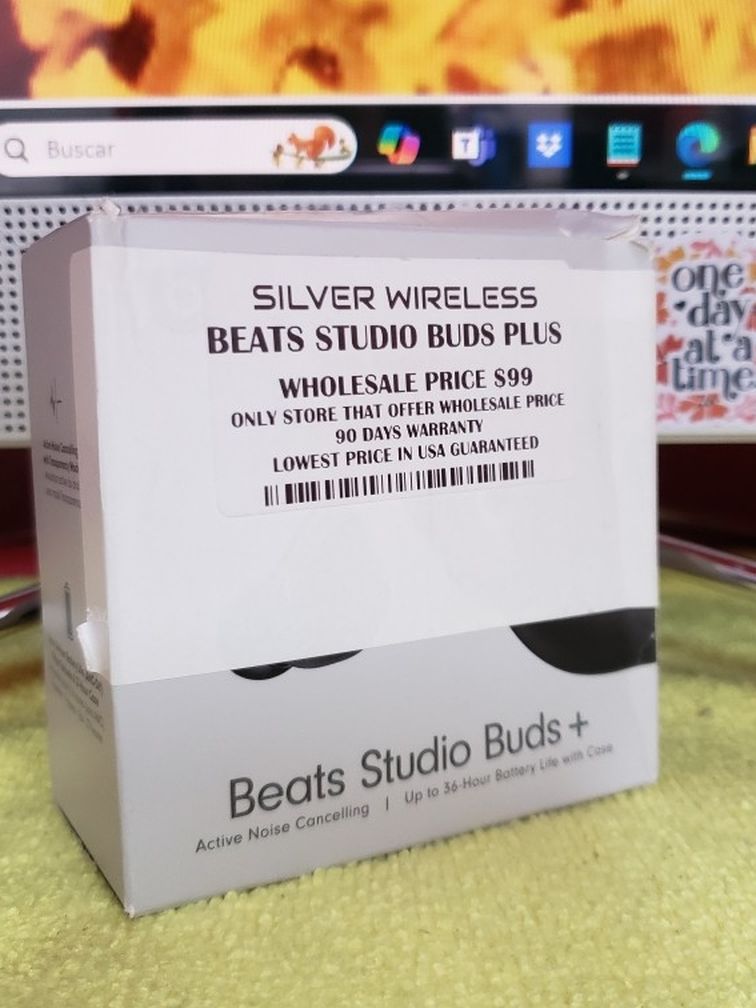 Buscar
T
one
day
at a
time
SILVER WIRELESS
BEATS STUDIO BUDS PLUS
WHOLESALE PRICE $99
ONLY STORE THAT OFFER WHOLESALE PRICE
90 DAYS WARRANTY
LOWEST PRICE IN USA GUARANTEED
Beats Studio Buds +
Active Noise Cancelling | Up to 36-Hour Battery Life with Case